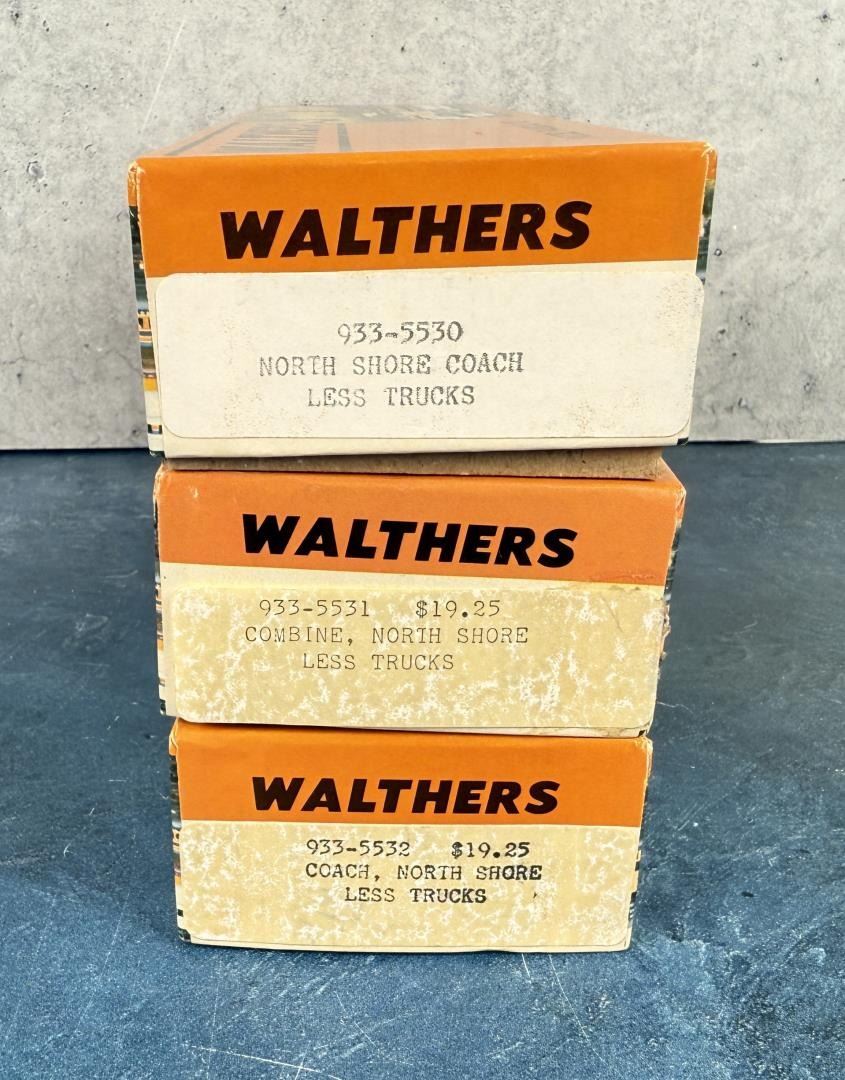 WALTHERS
933-5530
NORTH SHORE COACH
LESS TRUCKS
WALTHERS
933-5531 $19.25
COMBINE, NORTH SHORE
LESS TRUCKS
WALTHERS
933-5532 $19.25
COACH, NORTH SHORE
LESS TRUCKS